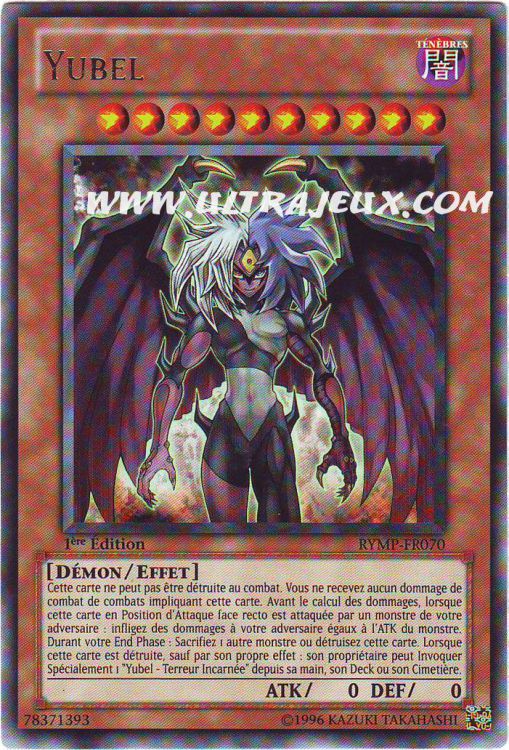 Yubel
TÉNÈBRES
闇
www.ultrajeux.com
1ère Édition
RYMP-FR070
[Démon/Effet]
Cette carte ne peut pas être détruite au combat. Vous ne recevez aucun dommage de
combat de combats impliquant cette carte. Avant le calcul des dommages, lorsque
cette carte en Position d'Attaque face recto est attaquée par un monstre de votre
adversaire : infligez des dommages à votre adversaire égaux à l'ATK du monstre.
Durant votre End Phase : Sacrifiez 1 autre monstre ou détruisez cette carte. Lorsque
cette carte est détruite, sauf par son propre effet : son propriétaire peut Invoquer
Spécialement 1 "Yubel - Terreur Incarnée" depuis sa main, son Deck ou son Cimetière.
ATK/ 0 DEF/ 0
78371393
©1996 KAZUKI TAKAHASHI